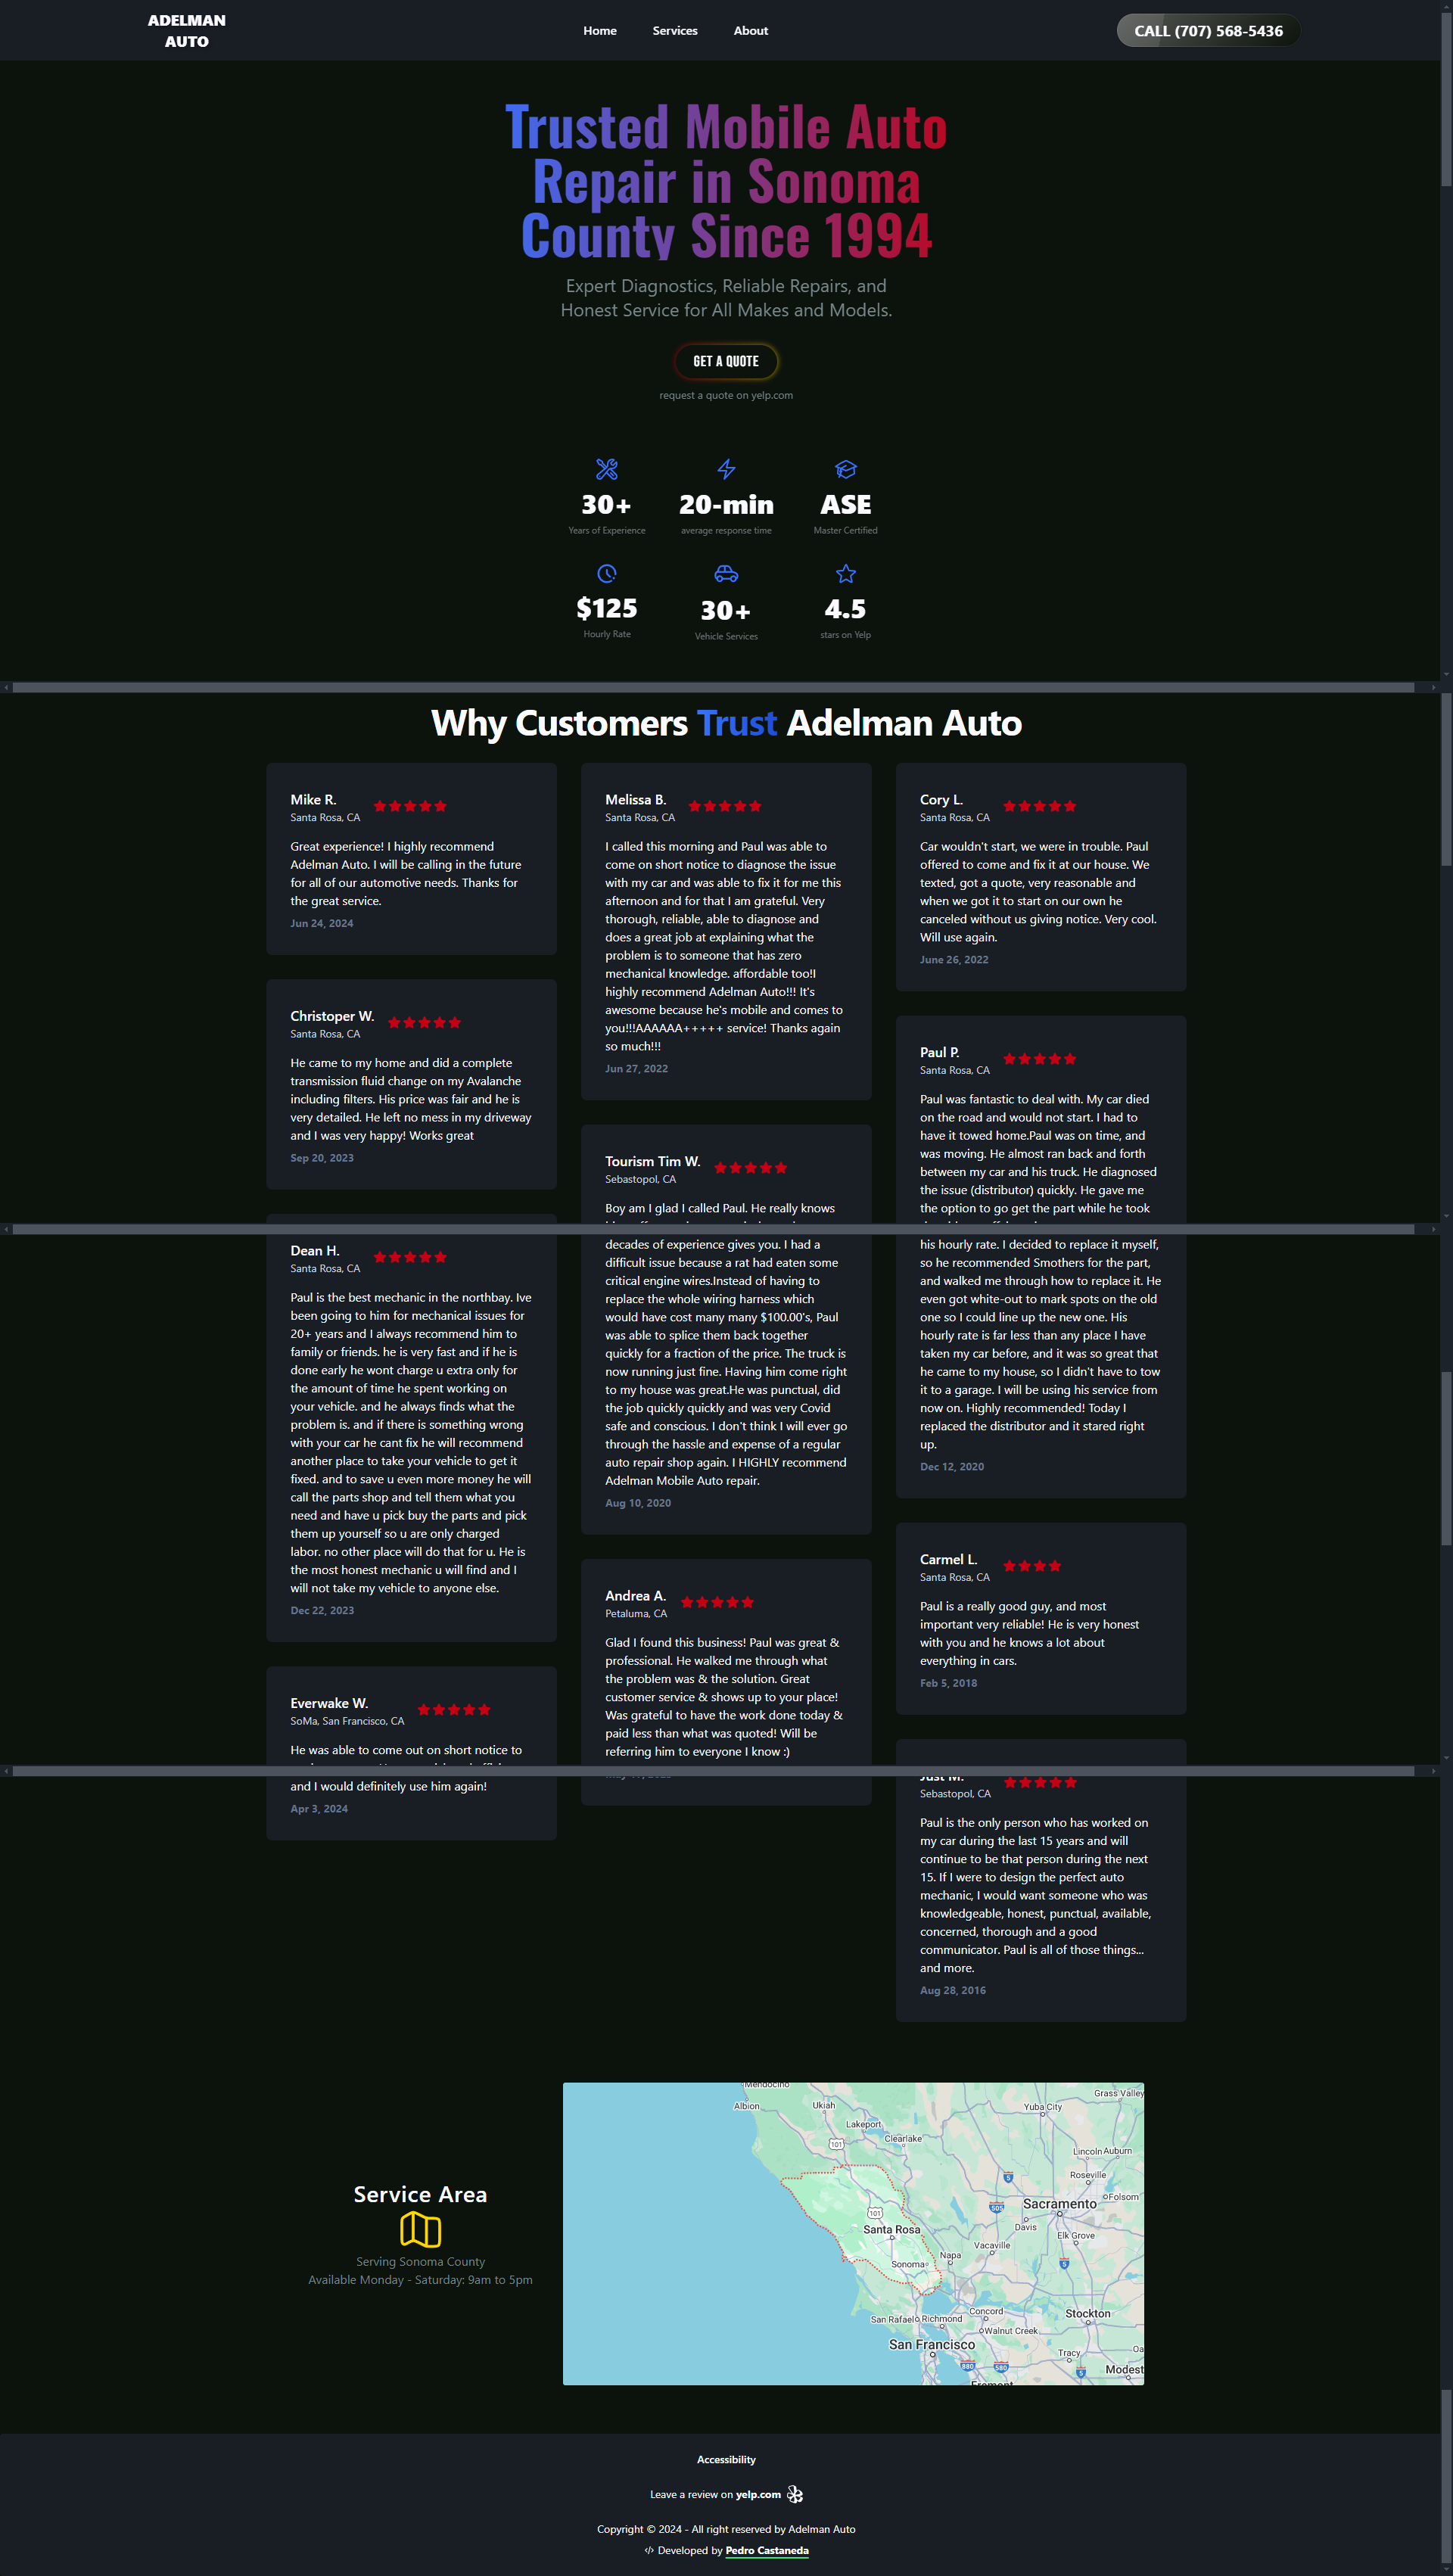 ADELMAN
AUTO
Home
Services
About
CALL (707) 568-5436
Trusted Mobile Auto
Repair in Sonoma
County Since 1994
Expert Diagnostics, Reliable Repairs, and
Honest Service for All Makes and Models.
GET A QUOTE
request a quote on yelp.com
30+
Years of Experience
20-min
average response time
ASE
Master Certified
$125
Hourly Rate
30+
Vehicle Services
4.5
stars on Yelp
Why Customers Trust Adelman Auto
Mike R.
Santa Rosa, CA
Great experience! I highly recommend
Adelman Auto. I will be calling in the future
for all of our automotive needs. Thanks for
the great service.
Jun 24, 2024
Christoper W.
Santa Rosa, CA
He came to my home and did a complete
transmission fluid change on my Avalanche
including filters. His price was fair and he is
very detailed. He left no mess in my driveway
and I was very happy! Works great
Sep 20, 2023
Dean H.
Santa Rosa, CA
Paul is the best mechanic in the northbay. Ive
been going to him for mechanical issues for
20+ years and I always recommend him to
family or friends. he is very fast and if he is
done early he wont charge u extra only for
the amount of time he spent working on
your vehicle. and he always finds what the
problem is. and if there is something wrong
with your car he cant fix he will recommend
another place to take your vehicle to get it
fixed. and to save u even more money he will
call the parts shop and tell them what you
need and have u pick buy the parts and pick
them up yourself so u are only charged
labor. no other place will do that for u. He is
the most honest mechanic u will find and I
will not take my vehicle to anyone else.
Dec 22, 2023
Everwake W.
SoMa, San Francisco, CA
He was able to come out on short notice to
and I would definitely use him again!
Apr 3, 2024
Melissa B.
Santa Rosa, CA
I called this morning and Paul was able to
come on short notice to diagnose the issue
with my car and was able to fix it for me this
afternoon and for that I am grateful. Very
thorough, reliable, able to diagnose and
does a great job at explaining what the
problem is to someone that has zero
mechanical knowledge. affordable too!I
highly recommend Adelman Auto!!! It's
awesome because he's mobile and comes to
you!!!AAAAAA+++++ service! Thanks again
so much!!!
Jun 27, 2022
Tourism Tim W.
Sebastopol, CA
Boy am I glad I called Paul. He really knows
decades of experience gives you. I had a
difficult issue because a rat had eaten some
critical engine wires.Instead of having to
replace the whole wiring harness which
would have cost many many $100.00's, Paul
was able to splice them back together
quickly for a fraction of the price. The truck is
now running just fine. Having him come right
to my house was great.He was punctual, did
the job quickly quickly and was very Covid
safe and conscious. I don't think I will ever go
through the hassle and expense of a regular
auto repair shop again. I HIGHLY recommend
Adelman Mobile Auto repair.
Aug 10, 2020
Andrea A.
Petaluma, CA
Glad I found this business! Paul was great &
professional. He walked me through what
the problem was & the solution. Great
customer service & shows up to your place!
Was grateful to have the work done today &
paid less than what was quoted! Will be
referring him to everyone I know :)
Cory L.
Santa Rosa, CA
Car wouldn't start, we were in trouble. Paul
offered to come and fix it at our house. We
texted, got a quote, very reasonable and
when we got it to start on our own he
canceled without us giving notice. Very cool.
Will use again.
June 26, 2022
Paul P.
Santa Rosa, CA
Paul was fantastic to deal with. My car died
on the road and would not start. I had to
have it towed home.Paul was on time, and
was moving. He almost ran back and forth
between my car and his truck. He diagnosed
the issue (distributor) quickly. He gave me
the option to go get the part while he took
his hourly rate. I decided to replace it myself,
so he recommended Smothers for the part,
and walked me through how to replace it. He
even got white-out to mark spots on the old
one so I could line up the new one. His
hourly rate is far less than any place I have
taken my car before, and it was so great that
he came to my house, so I didn't have to tow
it to a garage. I will be using his service from
now on. Highly recommended! Today I
replaced the distributor and it stared right
up.
Dec 12, 2020
Carmel L.
Santa Rosa, CA
Paul is a really good guy, and most
important very reliable! He is very honest
with you and he knows a lot about
everything in cars.
Feb 5, 2018
Just M.
Sebastopol, CA
Paul is the only person who has worked on
my car during the last 15 years and will
continue to be that person during the next
15. If I were to design the perfect auto
mechanic, I would want someone who was
knowledgeable, honest, punctual, available,
concerned, thorough and a good
communicator. Paul is all of those things...
and more.
Aug 28, 2016
Service Area
Serving Sonoma County
Available Monday - Saturday: 9am to 5pm
Mendocino
Albion
Ukiah
Lakeport
Clearlake
Yuba City
Grass Valley
Lincoln
Auburn
Roseville
Folsom
Sacramento
Davis
Elk Grove
101
5
505
101
Santa Rosa
Sonoma
Napa
Vacaville
5
San Rafael
Richmond
Concord
Walnut Creek
Stockton
San Francisco
Tracy
Oa
880
580
5
Modest
Fremont
Accessibility
Leave a review on yelp.com
Copyright © 2024 - All right reserved by Adelman Auto
Developed by Pedro Castaneda